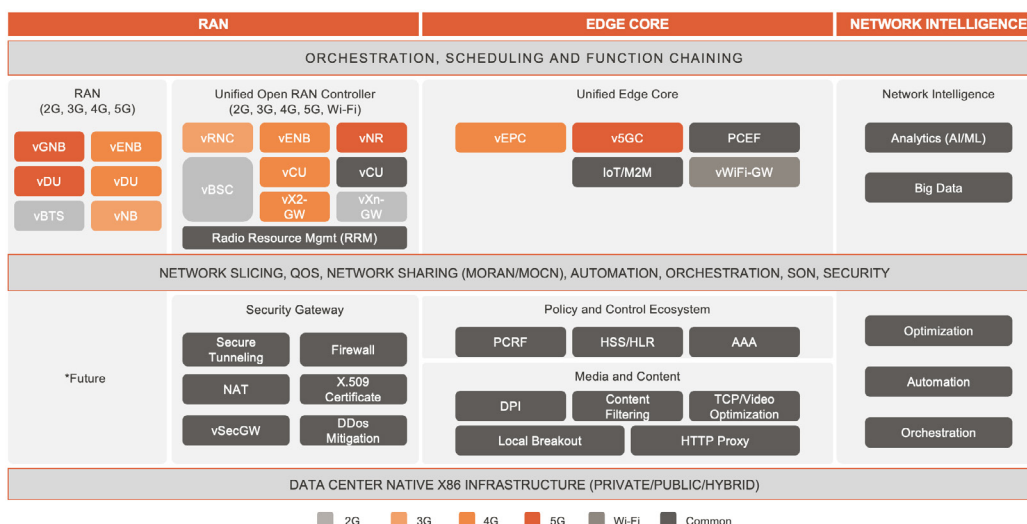 RAN
EDGE CORE
NETWORK INTELLIGENCE
ORCHESTRATION, SCHEDULING AND FUNCTION CHAINING
RAN
(2G, 3G, 4G, 5G)
vGNB
vENB
vDU
vDU
vBTS
vNB
Unified Open RAN Controller
(2G, 3G, 4G, 5G, Wi-Fi)
vRNC
vENB
vNR
vBSC
vCU
vCU
vX2-
GW
vXn-
GW
Radio Resource Mgmt (RRM)
Unified Edge Core
vEPC
v5GC
PCEF
IoT/M2M
vWiFi-GW
Network Intelligence
Analytics (AI/ML)
Big Data
NETWORK SLICING, QOS, NETWORK SHARING (MORAN/MOCN), AUTOMATION, ORCHESTRATION, SON, SECURITY
*Future
Security Gateway
Secure
Tunneling
Firewall
NAT
X.509
Certificate
vSecGW
DDos
Mitigation
Policy and Control Ecosystem
PCRF
HSS/HLR
AAA
Media and Content
DPI
Content
Filtering
TCP/Video
Optimization
Local Breakout
HTTP Proxy
Optimization
Automation
Orchestration
DATA CENTER NATIVE X86 INFRASTRUCTURE (PRIVATE/PUBLIC/HYBRID)
2G
3G
4G
5G
Wi-Fi
Common